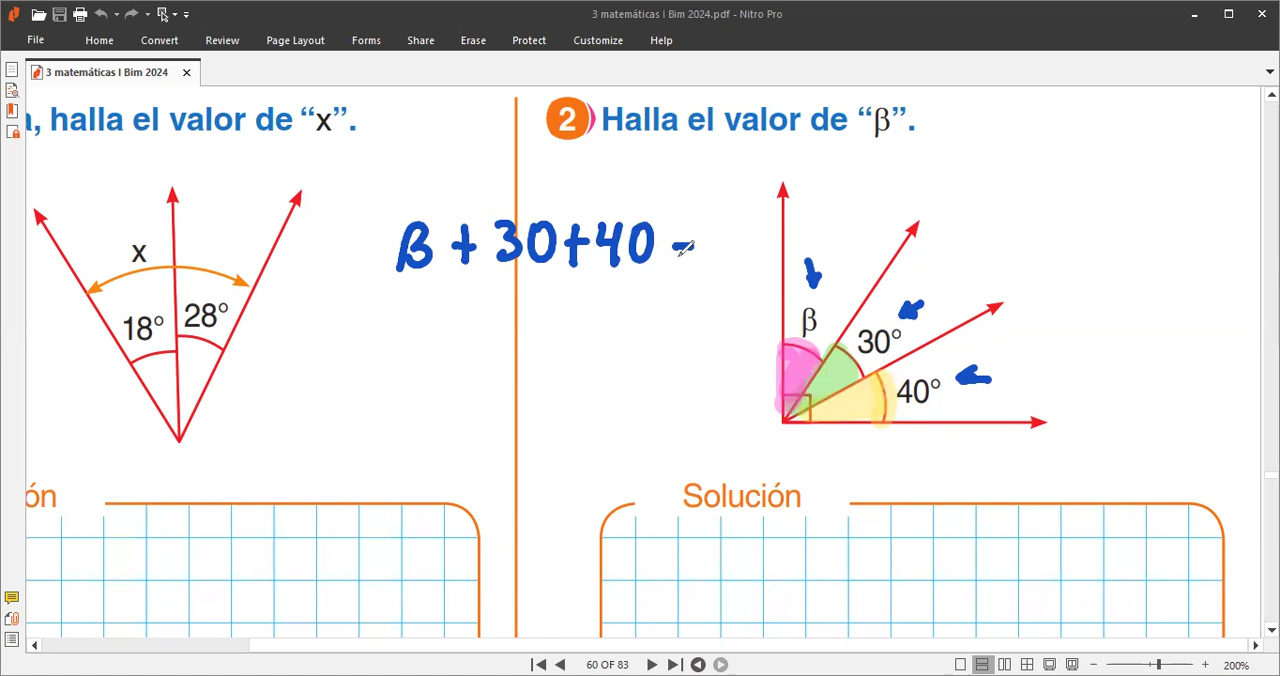 3 matemáticas I Bim 2024.pdf - Nitro Pro
File Home Convert Review Page Layout Forms Share Erase Protect Customize Help
3 matemáticas I Bim 2024
a, halla el valor de “x”.
x
18° 28°
ón
2 Halla el valor de “β”.
β + 30 + 40 =
β
30°
40°
Solución
60 OF 83
200%